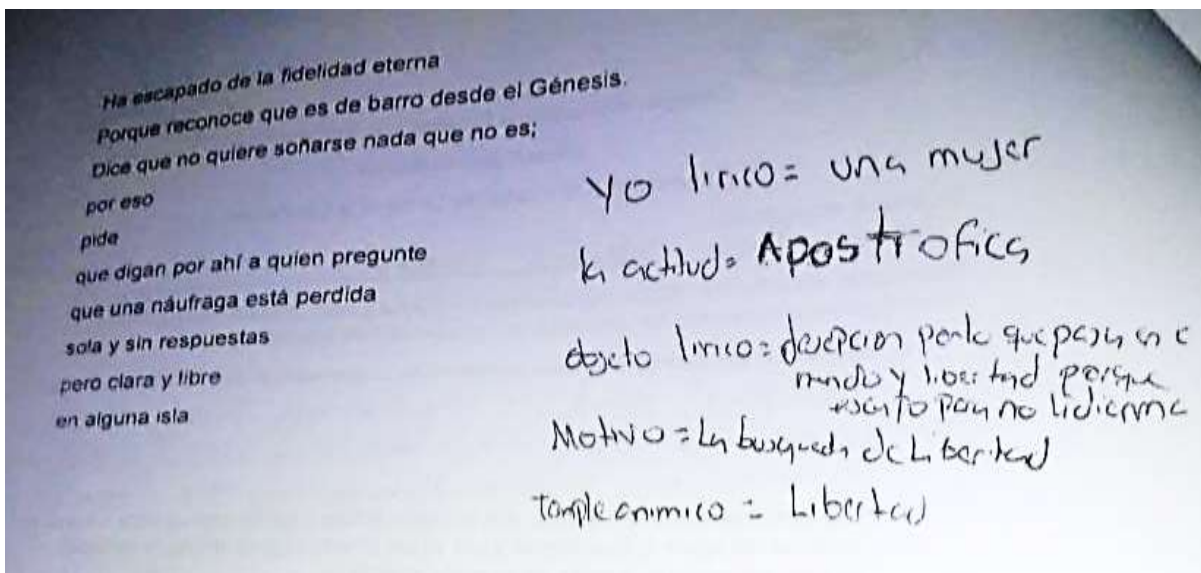 Ha escapado de la fidelidad eterna
Porque reconoce que es de barro desde el Génesis.
Dice que no quiere soñarse nada que no es;
por eso
pide
que digan por ahí a quien pregunte
que una náufraga está perdida
sola y sin respuestas
pero clara y libre
en alguna isla
Yo lirico = una mujer
la actitud = Apostrofica
objeto lirico = decepcion por lo que pasa en
mundo y libertad porque
Motivo = La busqueda de Libertad
Temple animico = Libertad